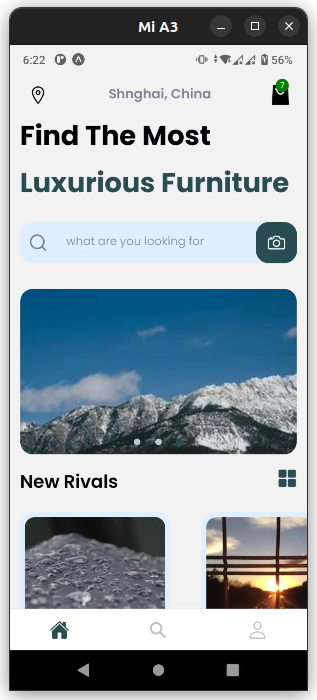 Mi A3
6:22
56%
Shnghai, China
7
Find The Most
Luxurious Furniture
what are you looking for
New Rivals